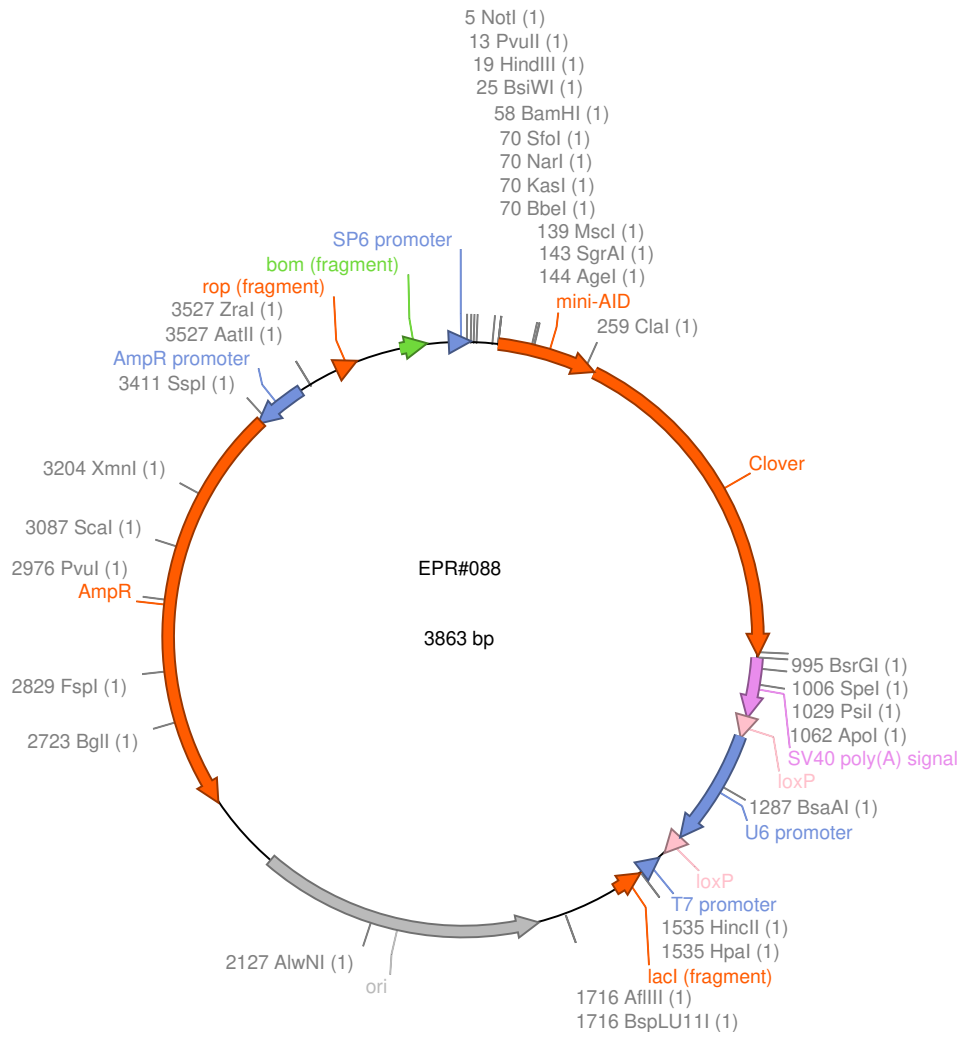 5 NotI (1)
13 PvuII (1)
19 HindIII (1)
25 BsiWI (1)
58 BamHI (1)
70 SfoI (1)
70 NarI (1)
70 KasI (1)
70 BbeI (1)
139 MscI (1)
143 SgrAI (1)
144 AgeI (1)
mini-AID
259 ClaI (1)
SP6 promoter
bom (fragment)
rop (fragment)
3527 ZraI (1)
3527 AatII (1)
AmpR promoter
3411 SspI (1)
3204 XmnI (1)
3087 ScaI (1)
2976 PvuI (1)
AmpR
2829 FspI (1)
2723 BglI (1)
Clover
EPR#088
3863 bp
995 BsrGI (1)
1006 SpeI (1)
1029 PsiI (1)
1062 ApoI (1)
SV40 poly(A) signal
loxP
1287 BsaAI (1)
U6 promoter
loxP
T7 promoter
1535 HincII (1)
1535 HpaI (1)
lacI (fragment)
1716 AflIII (1)
1716 BspLU11I (1)
2127 AlwNI (1)
ori